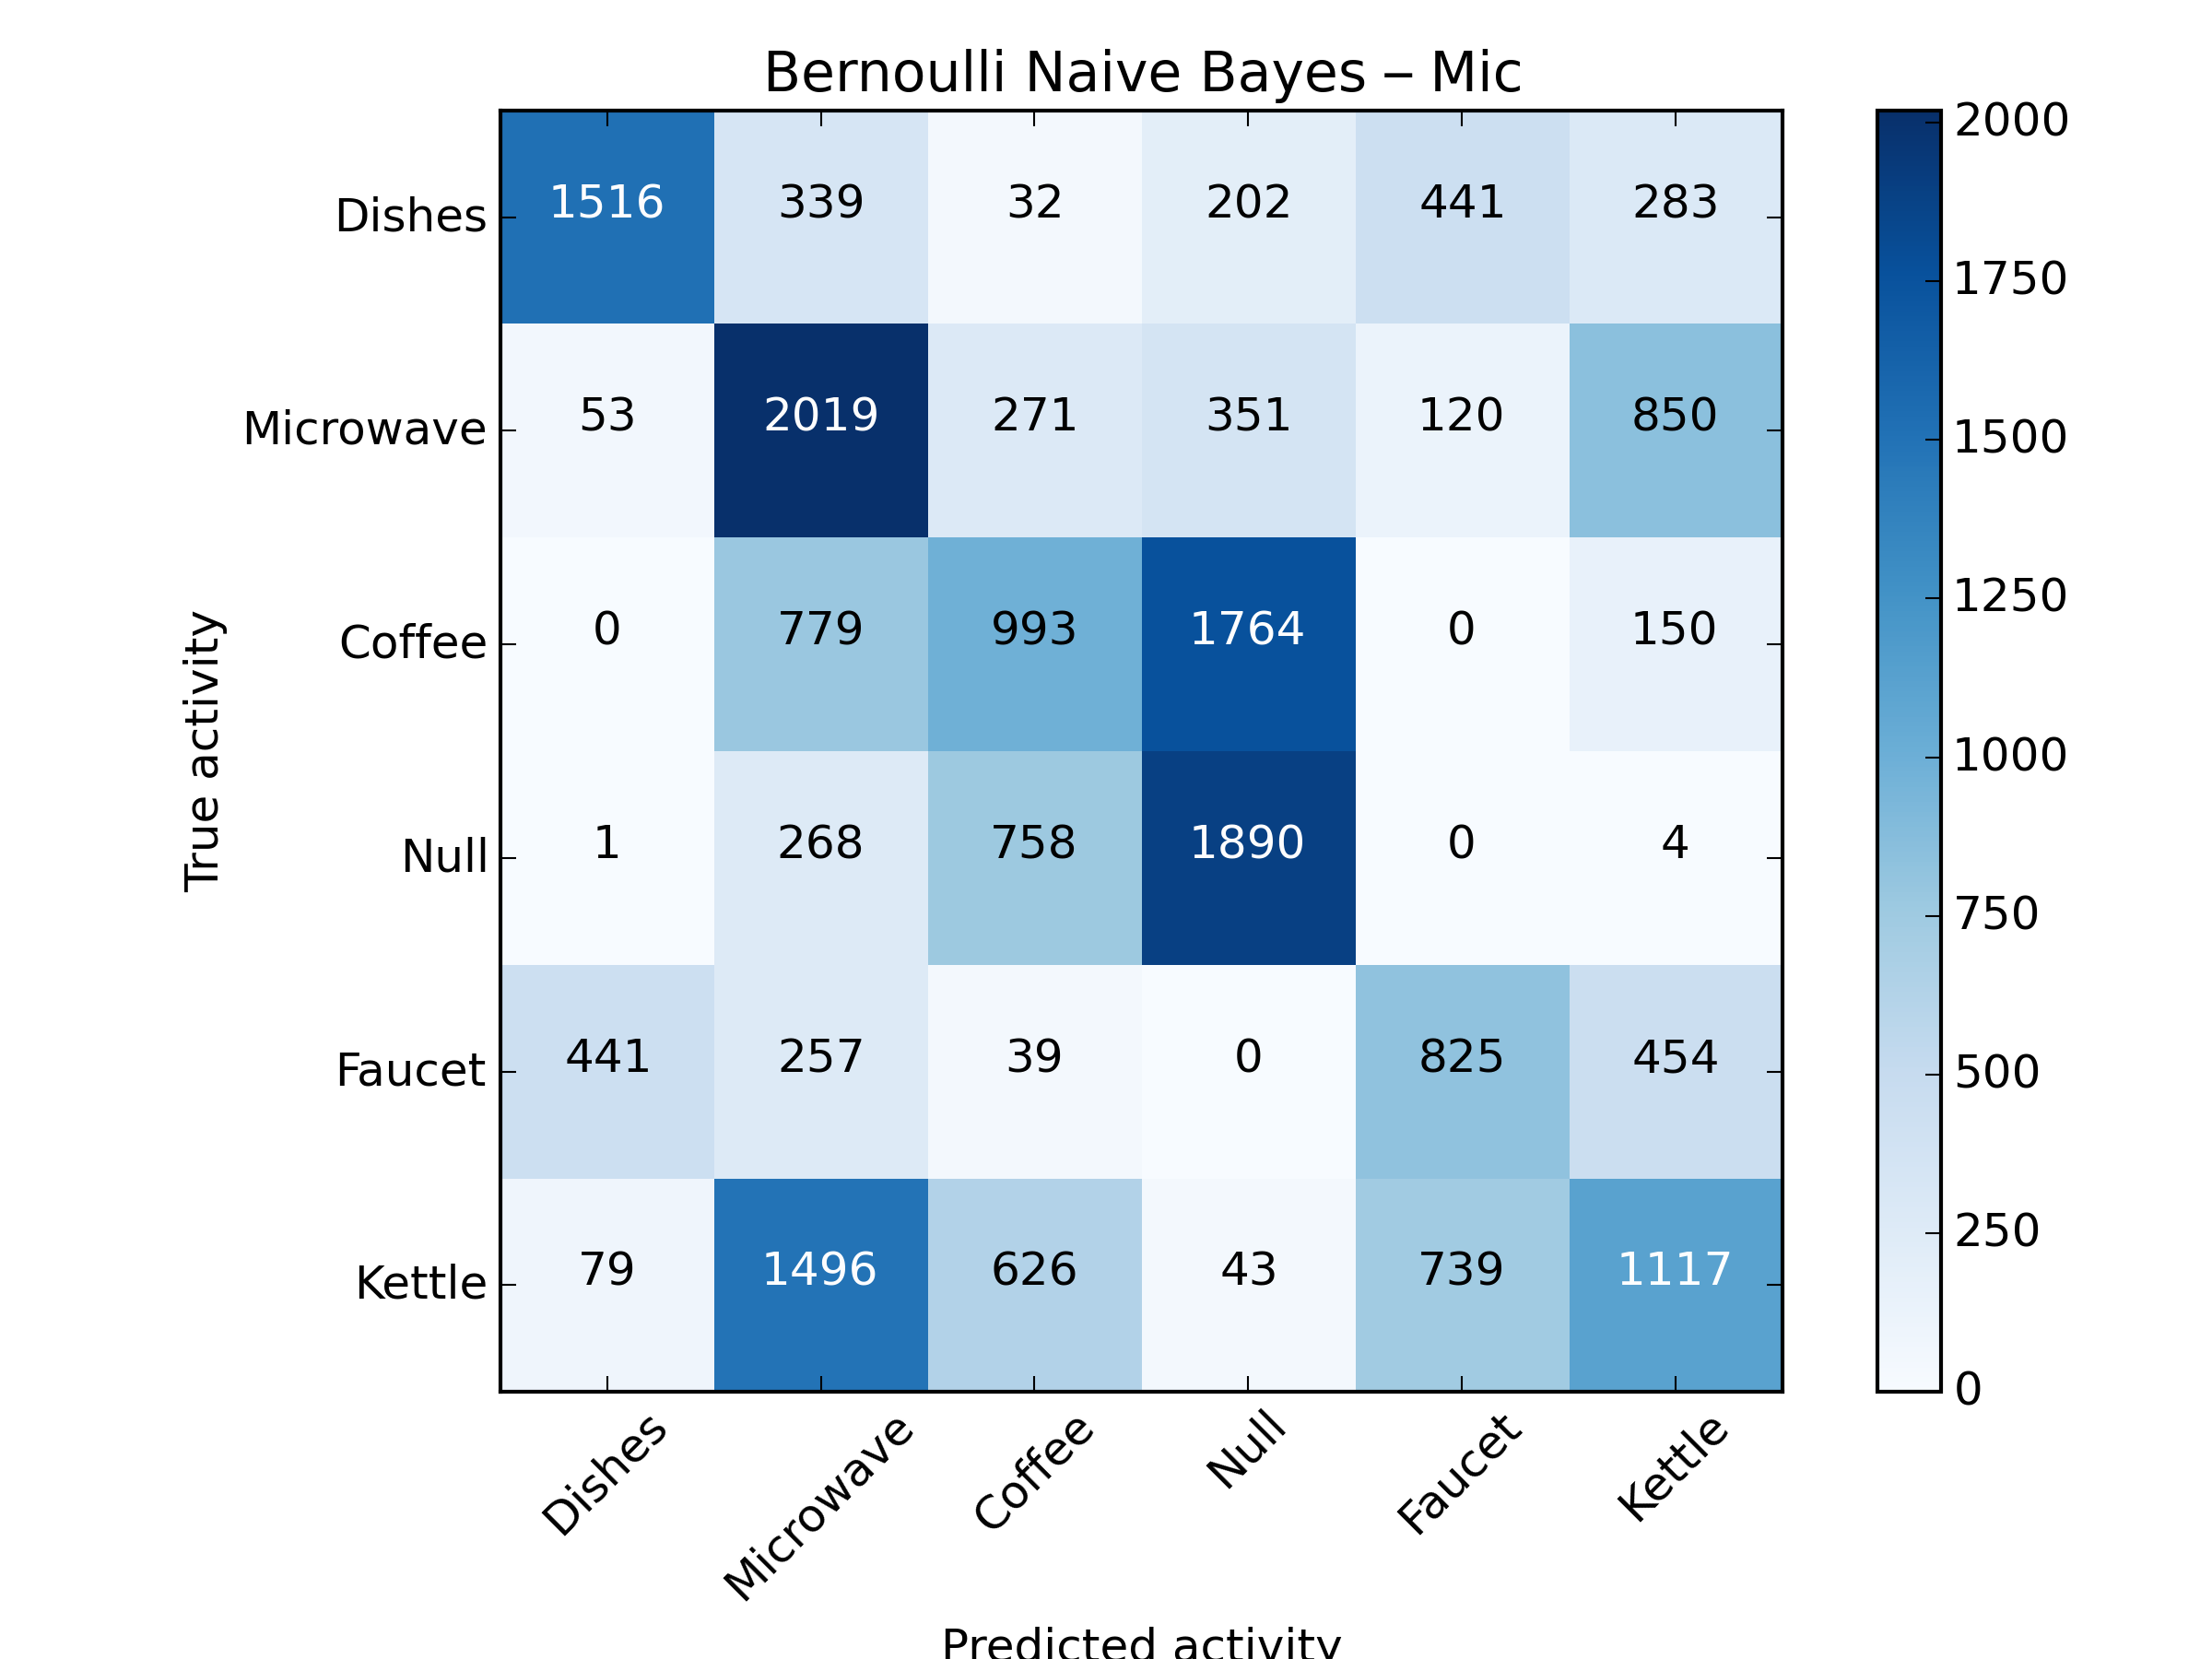 Bernoulli Naive Bayes – Mic
True activity
Dishes 1516 339 32 202 441 283
Microwave 53 2019 271 351 120 850
Coffee 0 779 993 1764 0 150
Null 1 268 758 1890 0 4
Faucet 441 257 39 0 825 454
Kettle 79 1496 626 43 739 1117
Dishes Microwave Coffee Null Faucet Kettle
Predicted activity
2000
1750
1500
1250
1000
750
500
250
0